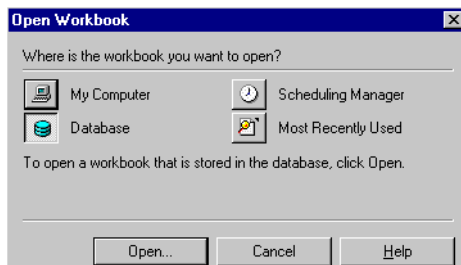 Open Workbook
Where is the workbook you want to open?
My Computer
Scheduling Manager
Database
Most Recently Used
To open a workbook that is stored in the database, click Open.
Open...
Cancel
Help